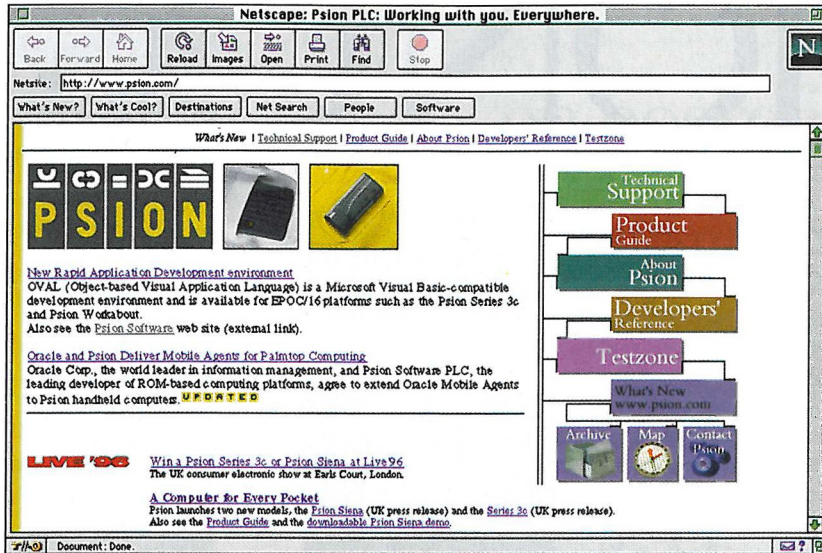 Netscape: Psion PLC: Working with you. Everywhere.
Back Forward Home Reload Images Open Print Find Stop
N
Netsite: http://www.psion.com/
What's New? What's Cool? Destinations Net Search People Software
What's New | Technical Support | Product Guide | About Psion | Developers' Reference | Testzone
PSION
New Rapid Application Development environment
OVAL (Object-based Visual Application Language) is a Microsoft Visual Basic-compatible
development environment and is available for EPOC/16 platforms such as the Psion Series 3c
and Psion Workabout.
Also see the Psion Software web site (external link).
Oracle and Psion Deliver Mobile Agents for Palmtop Computing
Oracle Corp., the world leader in information management, and Psion Software PLC, the
leading developer of ROM-based computing platforms, agree to extend Oracle Mobile Agents
to Psion handheld computers. UPDATED
LIVE '96
Win a Psion Series 3c or Psion Siena at Live96
The UK consumer electronic show at Earls Court, London.
A Computer for Every Pocket
Psion launches two new models, the Psion Siena (UK press release) and the Series 3c (UK press release).
Also see the Product Guide and the downloadable Psion Siena demo.
Technical
Support
Product
Guide
About
Psion
Developers'
Reference
Testzone
What's New
www.psion.com
Archive
Map
Contact
Psion
Document: Done.
?